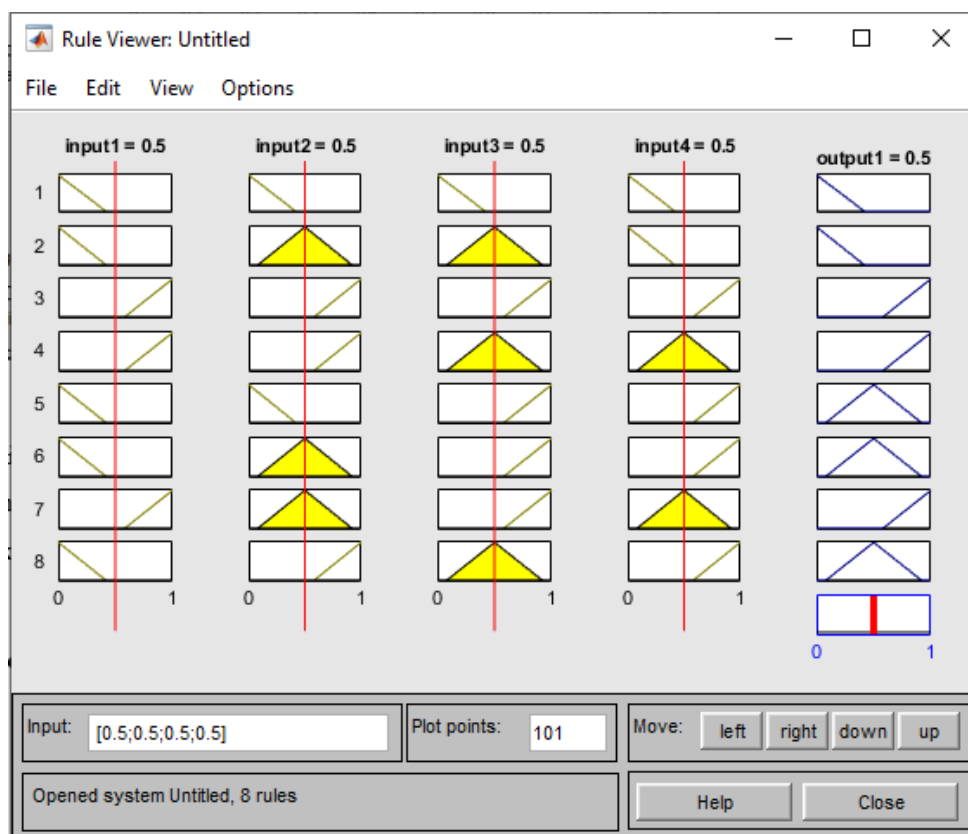 Rule Viewer: Untitled
File Edit View Options
input1 = 0.5 input2 = 0.5 input3 = 0.5 input4 = 0.5 output1 = 0.5
1
2
3
4
5
6
7
8
0 1 0 1 0 1 0 1
0 1
Input: [0.5;0.5;0.5;0.5] Plot points: 101 Move: left right down up
Opened system Untitled, 8 rules Help Close